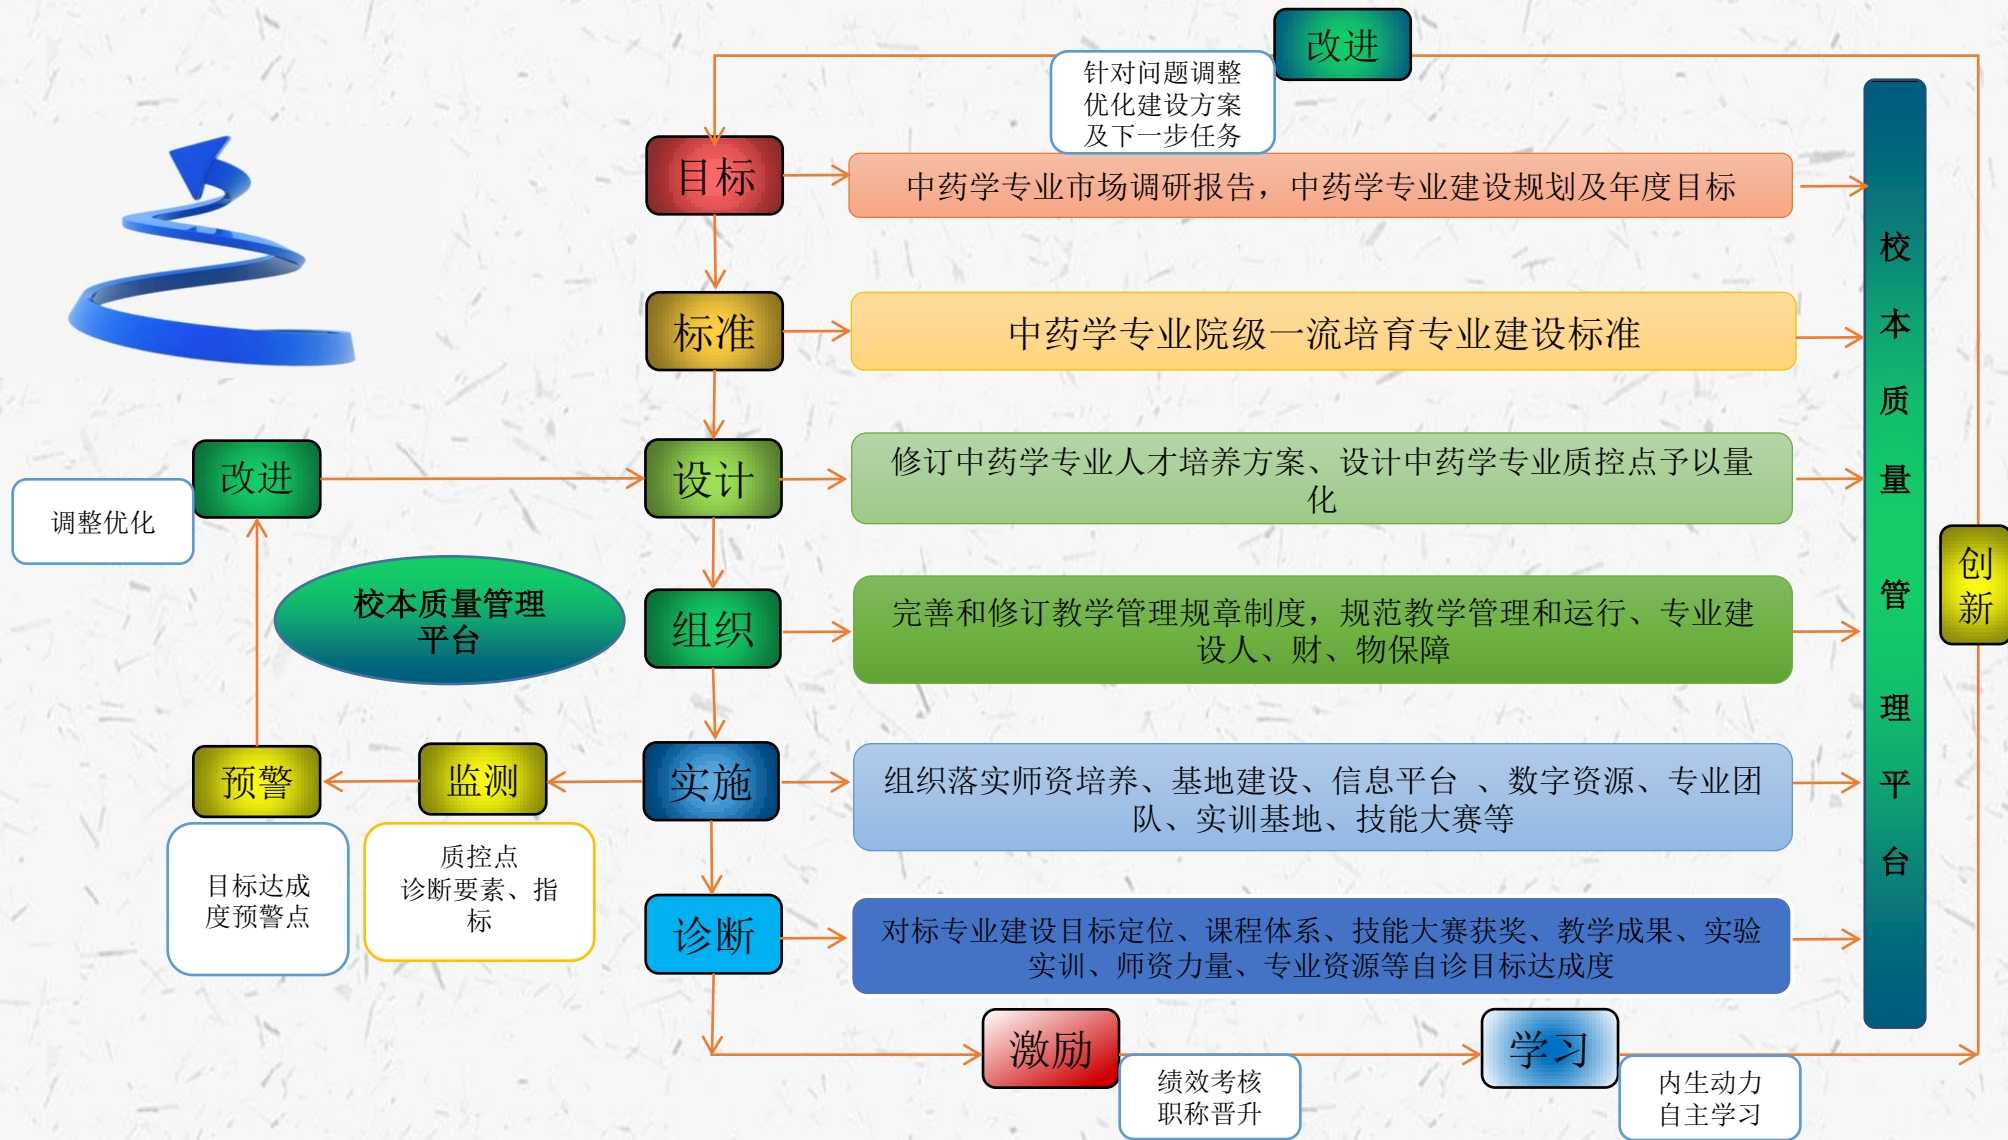 改进
针对问题调整
优化建设方案
及下一步任务
目标
中药学专业市场调研报告，中药学专业建设规划及年度目标
标准
中药学专业院级一流培育专业建设标准
设计
修订中药学专业人才培养方案、设计中药学专业质控点予以量
化
改进
调整优化
校本质量管理
平台
组织
完善和修订教学管理规章制度，规范教学管理和运行、专业建
设人、财、物保障
预警
监测
实施
组织落实师资培养、基地建设、信息平台 、数字资源、专业团
队、实训基地、技能大赛等
目标达成
度预警点
质控点
诊断要素、指
标
诊断
对标专业建设目标定位、课程体系、技能大赛获奖、教学成果、实验
实训、师资力量、专业资源等自诊目标达成度
激励
绩效考核
职称晋升
学习
内生动力
自主学习
校
本
质
量
管
理
平
台
创
新